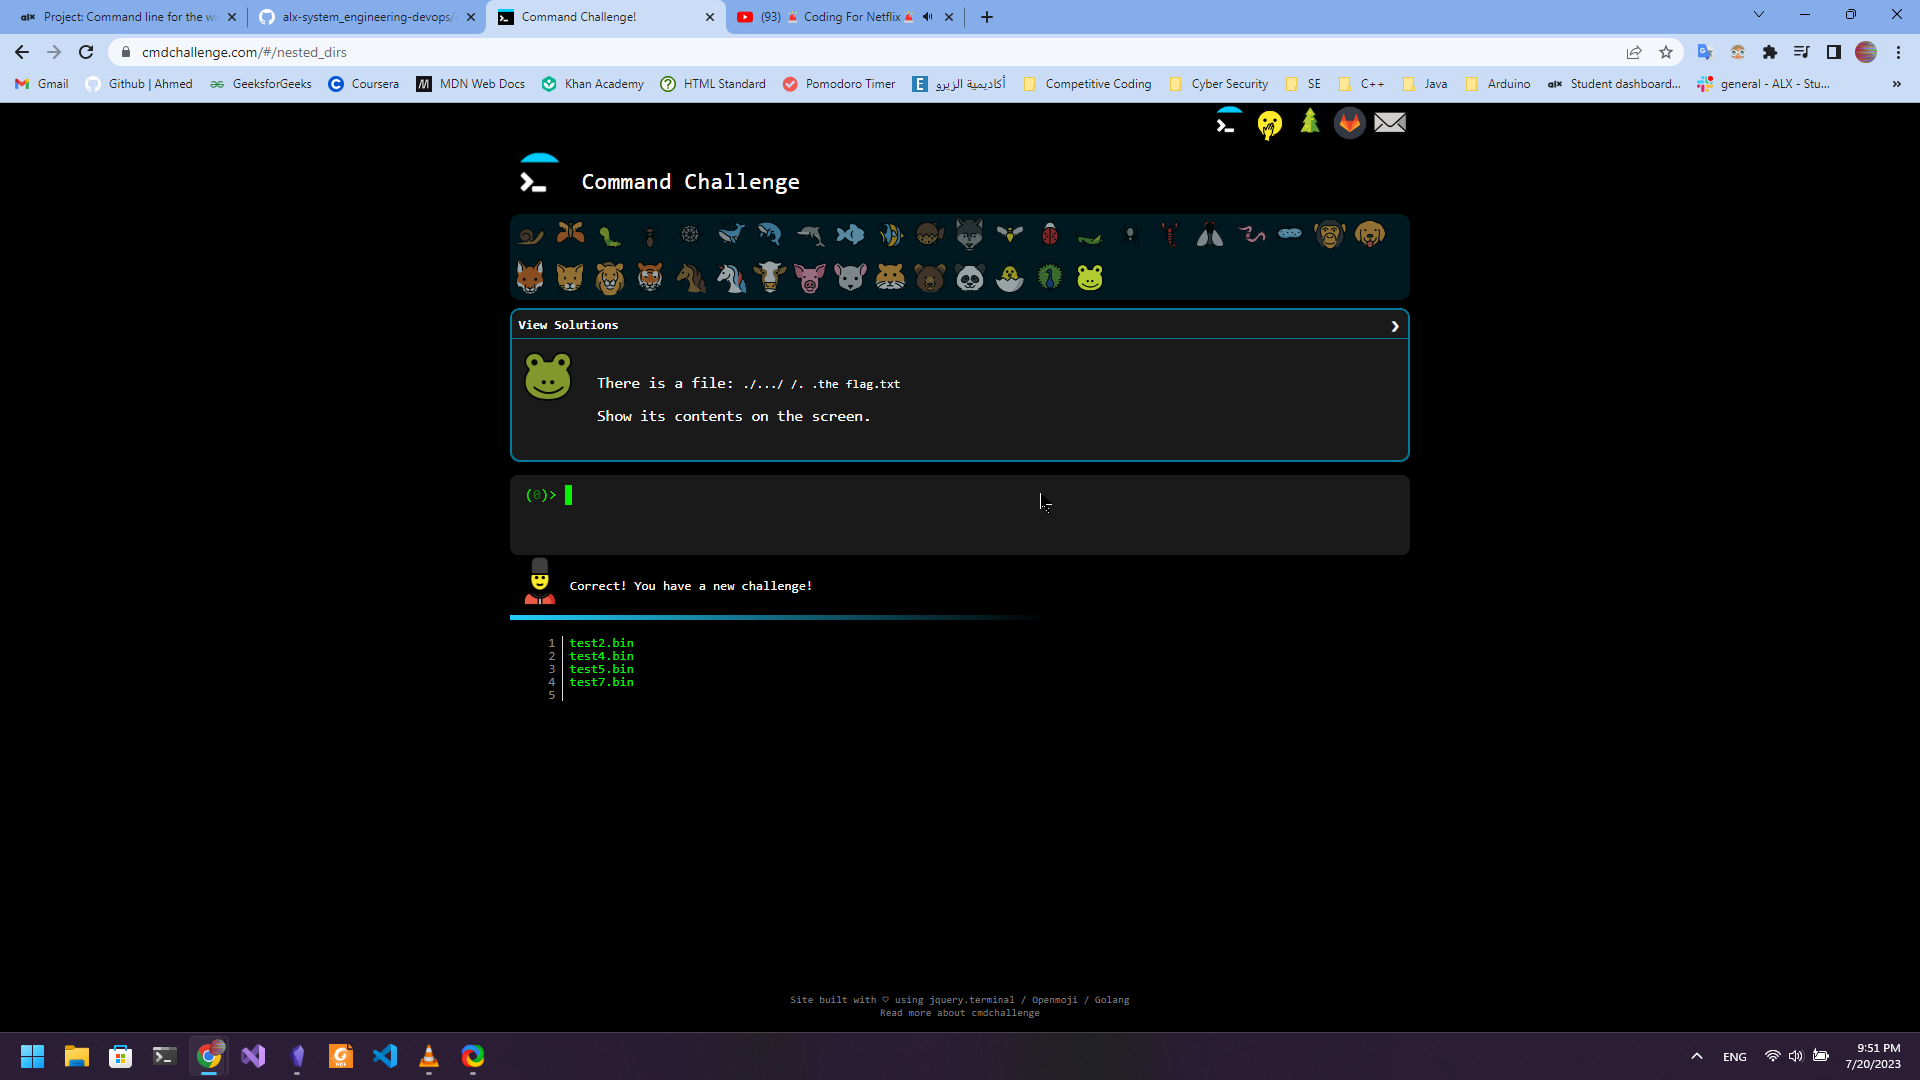 Project: Command line for the w
alx-system_engineering-devops/
Command Challenge!
(93) 🚨 Coding For Netflix🚨
cmdchallenge.com/#/nested_dirs
Gmail
Github | Ahmed
GeeksforGeeks
Coursera
MDN Web Docs
Khan Academy
HTML Standard
Pomodoro Timer
أكاديمية الزيرو
Competitive Coding
Cyber Security
SE
C++
Java
Arduino
Student dashboard...
general - ALX - Stu...
»
Command Challenge
View Solutions
There is a file: ./.../ /. .the flag.txt
Show its contents on the screen.
(0)>
Correct! You have a new challenge!
1 test2.bin
2 test4.bin
3 test5.bin
4 test7.bin
5
Site built with ♡ using jquery.terminal / Openmoji / Golang
Read more about cmdchallenge
ENG
9:51 PM
7/20/2023